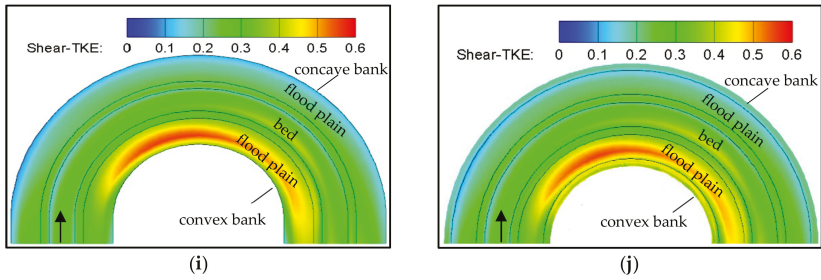 Shear-TKE: 0 0.1 0.2 0.3 0.4 0.5 0.6
concave bank
flood plain
bed
flood plain
convex bank
(i)
Shear-TKE: 0 0.1 0.2 0.3 0.4 0.5 0.6
concave bank
flood plain
bed
flood plain
convex bank
(j)